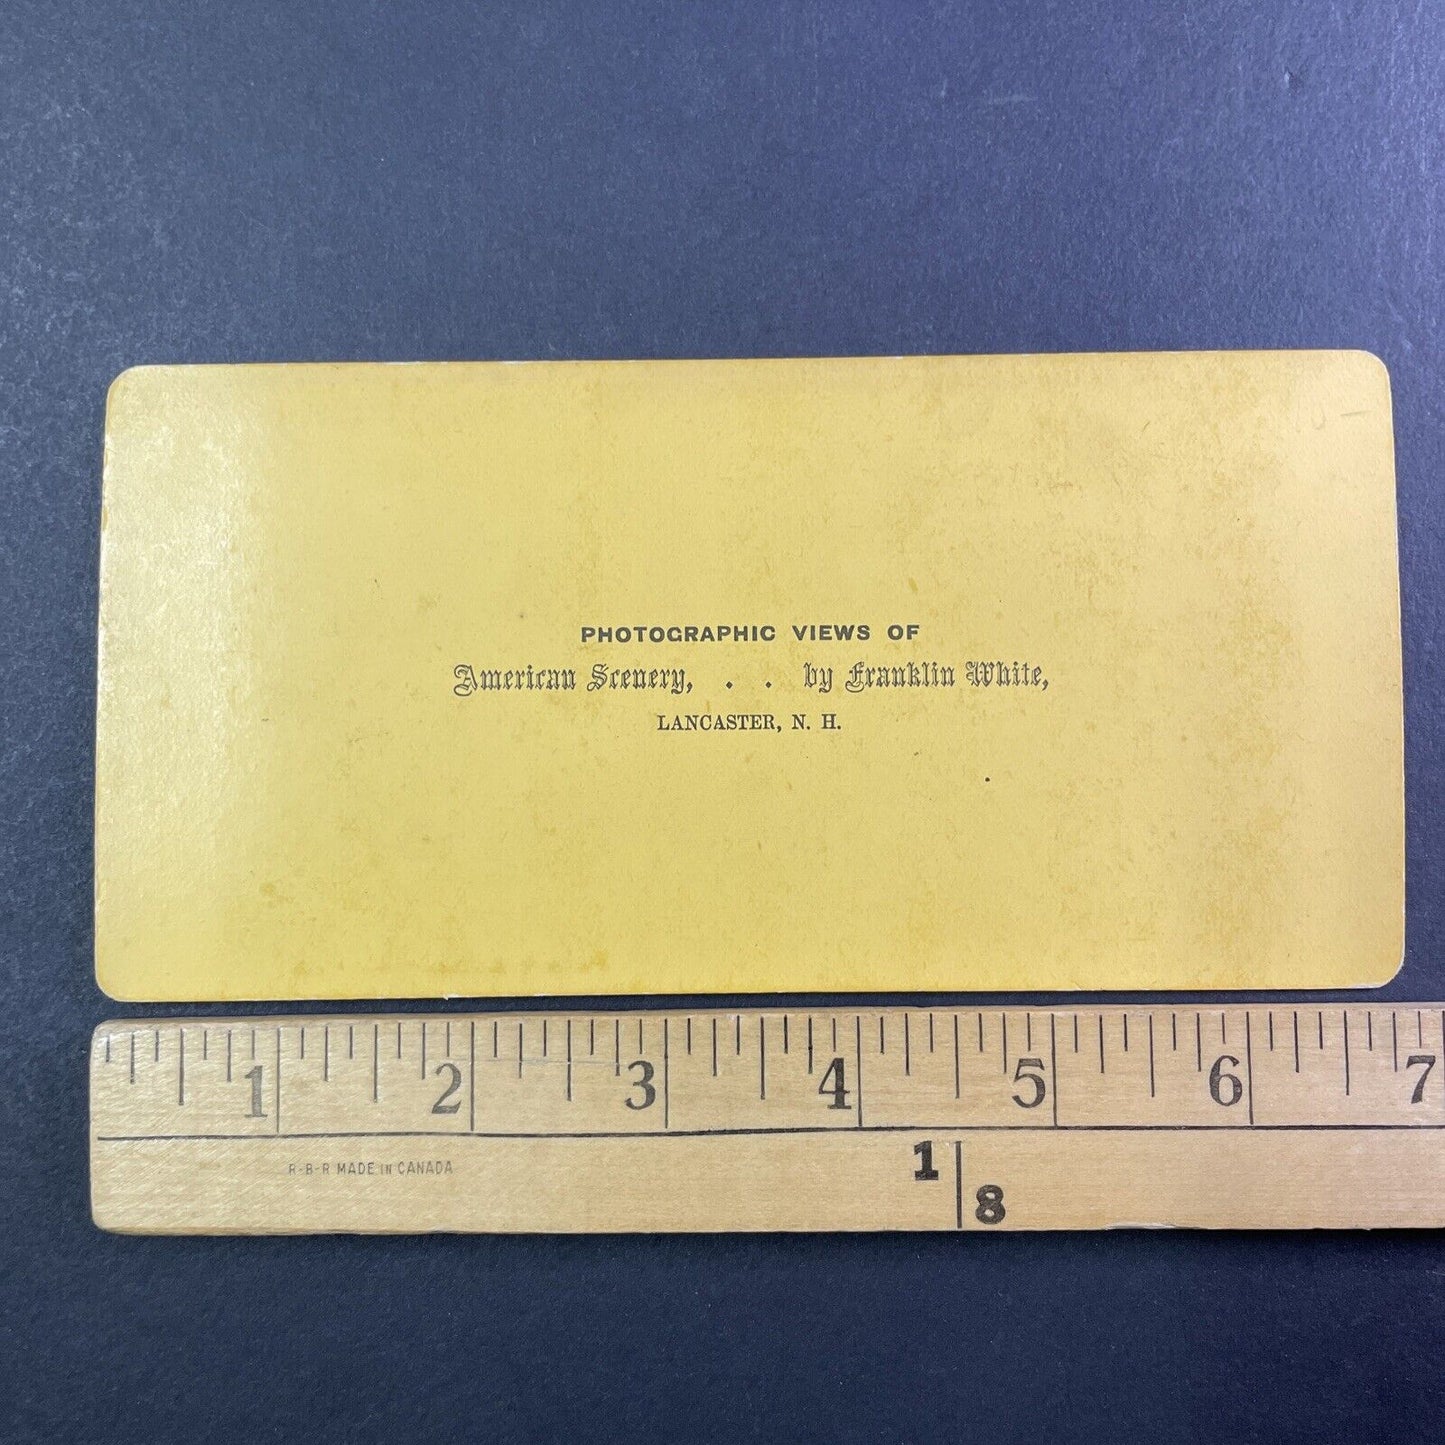 10 -
PHOTOGRAPHIC VIEWS OF
American Scenery, . . by Franklin White,
LANCASTER, N. H.
1 2 3 4 5 6 7
R-B-R MADE IN CANADA
1
8